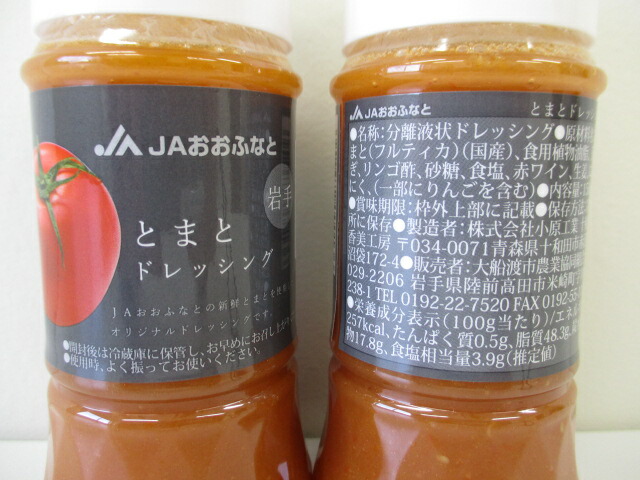 JAおおふなと
岩手
とまと
ドレッシング
JAおおふなとの新鮮とまとを使用
オリジナルドレッシングです。
●開封後は冷蔵庫に保管し、お早めにお召し上が
●使用時、よく振ってお使いください。
JAおおふなと
とまとドレッ
●名称:分離液状ドレッシング●原材料
まと(フルティカ)(国産)、食用植物油脂、
ぎ、リンゴ酢、砂糖、食塩、赤ワイン、生
にく、(一部にりんごを含む)●内容量:
●賞味期限:枠外上部に記載●保存方法
所に保存●製造者:株式会社小原工業
香美工房 〒034-0071青森県十和田市
沼袋172-4●販売者:大船渡市農業協同
029-2206 岩手県陸前高田市米崎町
238-1 TEL 0192-22-7520 FAX 0192-55-
●栄養成分表示(100g当たり)/エネル
257kcal、たんぱく質0.5g、脂質48.3g、
物17.8g、食塩相当量3.9g(推定値)